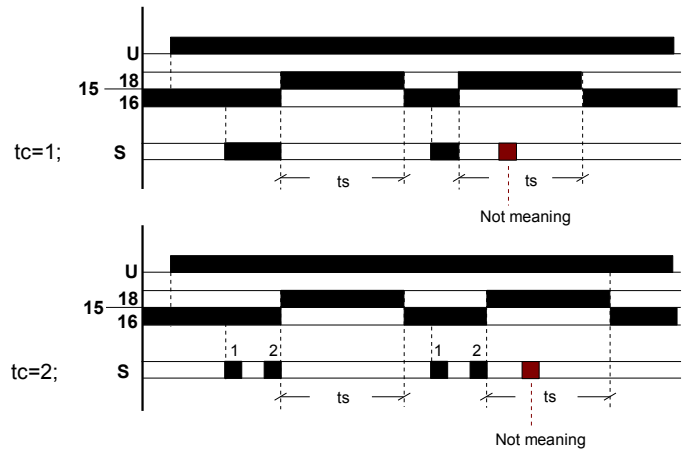 U
18
15
16
tc=1;
S
ts
ts
Not meaning
U
18
15
16
1 2 1 2
tc=2;
S
ts
ts
Not meaning